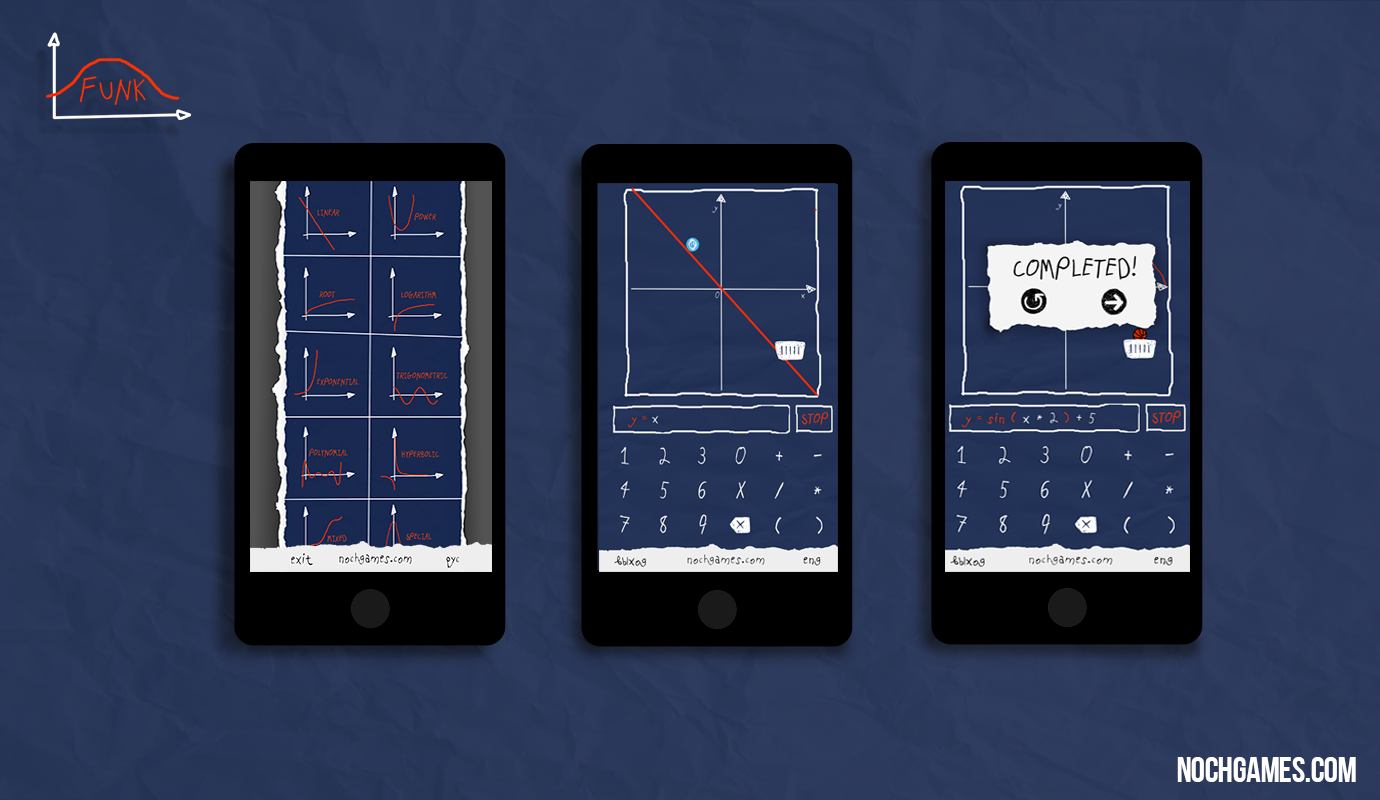 FUNK
LINEAR
POWER
ROOT
LOGARITHM
EXPONENTIAL
TRIGONOMETRIC
POLYNOMIAL
HYPERBOLIC
MIXED
SPECIAL
exit nochgames.com рус
y
0
x
y = x STOP
1 2 3 0 + -
4 5 6 X / *
7 8 9 ( )
выход nochgames.com eng
y
COMPLETED!
y = sin ( x * 2 ) + 5 STOP
1 2 3 0 + -
4 5 6 X / *
7 8 9 ( )
выход nochgames.com eng
NOCHGAMES.COM